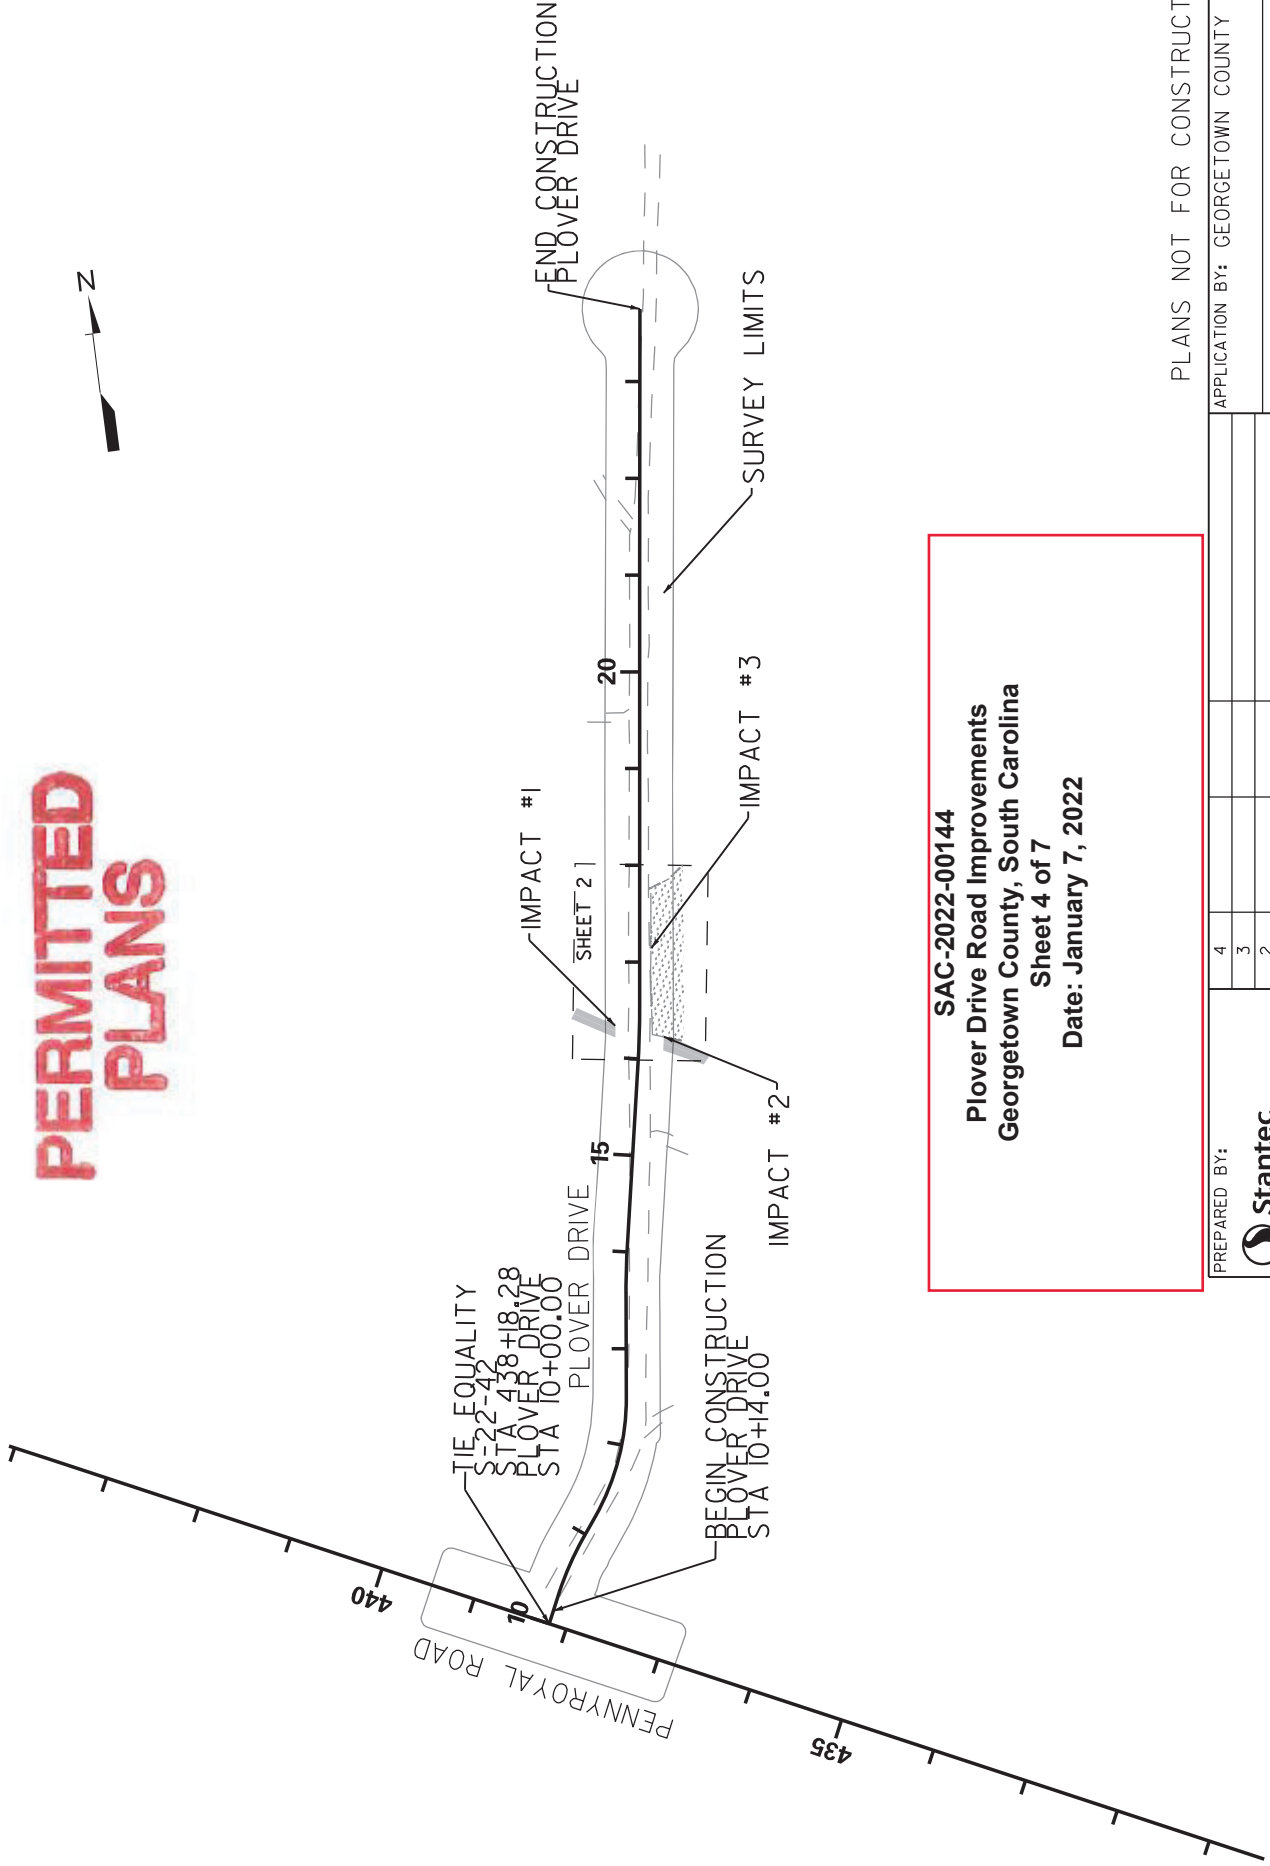 PERMITTED
PLANS
N
TIE EQUALITY
S-22-42
STA 438+18.28
PLOVER DRIVE
STA 10+00.00
PLOVER DRIVE
IMPACT #1
SHEET 2
END CONSTRUCTION
PLOVER DRIVE
440
10
15
20
PENNYROYAL ROAD
435
BEGIN CONSTRUCTION
PLOVER DRIVE
STA 10+14.00
IMPACT #2
IMPACT #3
SURVEY LIMITS
SAC-2022-00144
Plover Drive Road Improvements
Georgetown County, South Carolina
Sheet 4 of 7
Date: January 7, 2022
PLANS NOT FOR CONSTRUCT
PREPARED BY:
Stantec
4
3
2
APPLICATION BY: GEORGETOWN COUNTY